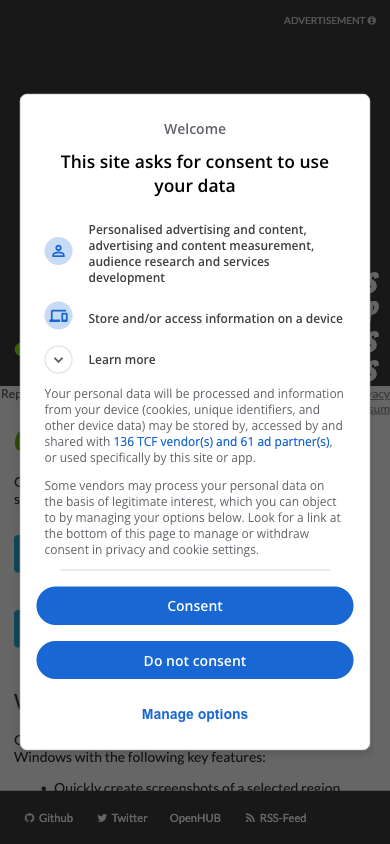 ADVERTISEMENT
Welcome
This site asks for consent to use
your data
Personalised advertising and content,
advertising and content measurement,
audience research and services
development
Store and/or access information on a device
Learn more
Your personal data will be processed and information
from your device (cookies, unique identifiers, and
other device data) may be stored by, accessed by and
shared with 136 TCF vendor(s) and 61 ad partner(s),
or used specifically by this site or app.
Some vendors may process your personal data on
the basis of legitimate interest, which you can object
to by managing your options below. Look for a link at
the bottom of this page to manage or withdraw
consent in privacy and cookie settings.
Consent
Do not consent
Manage options
Windows with the following key features:
• Quickly create screenshots of a selected region,
Github Twitter OpenHUB RSS-Feed